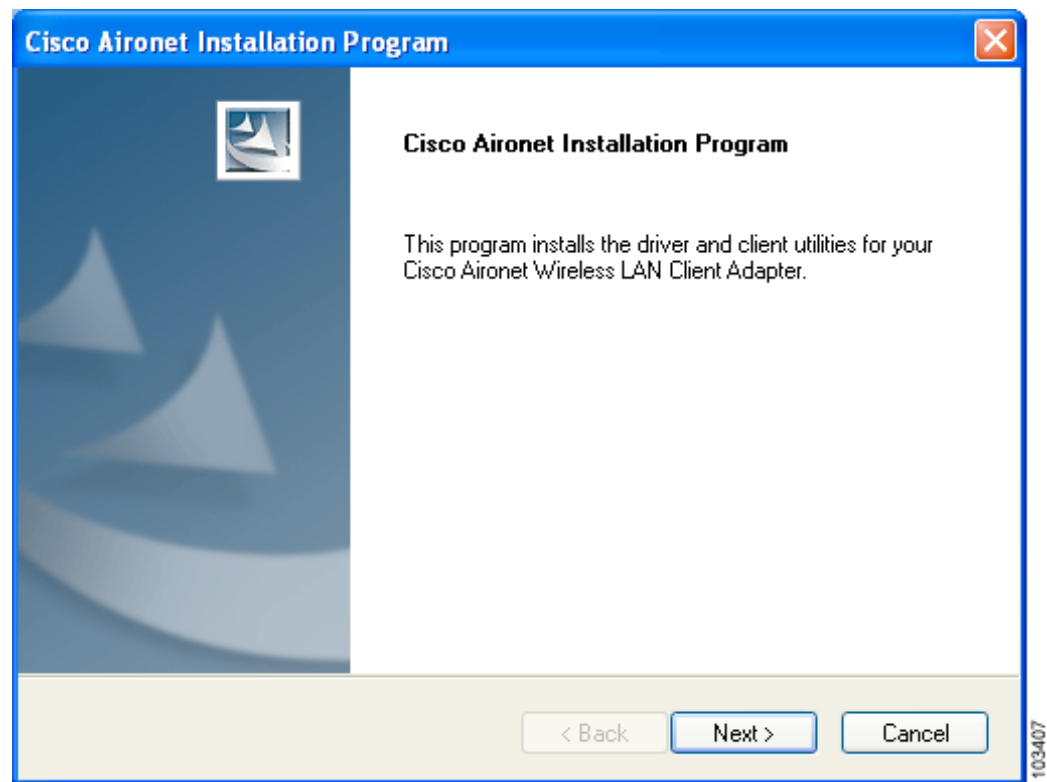 Cisco Aironet Installation Program
Cisco Aironet Installation Program
This program installs the driver and client utilities for your
Cisco Aironet Wireless LAN Client Adapter.
< Back
Next >
Cancel
103407